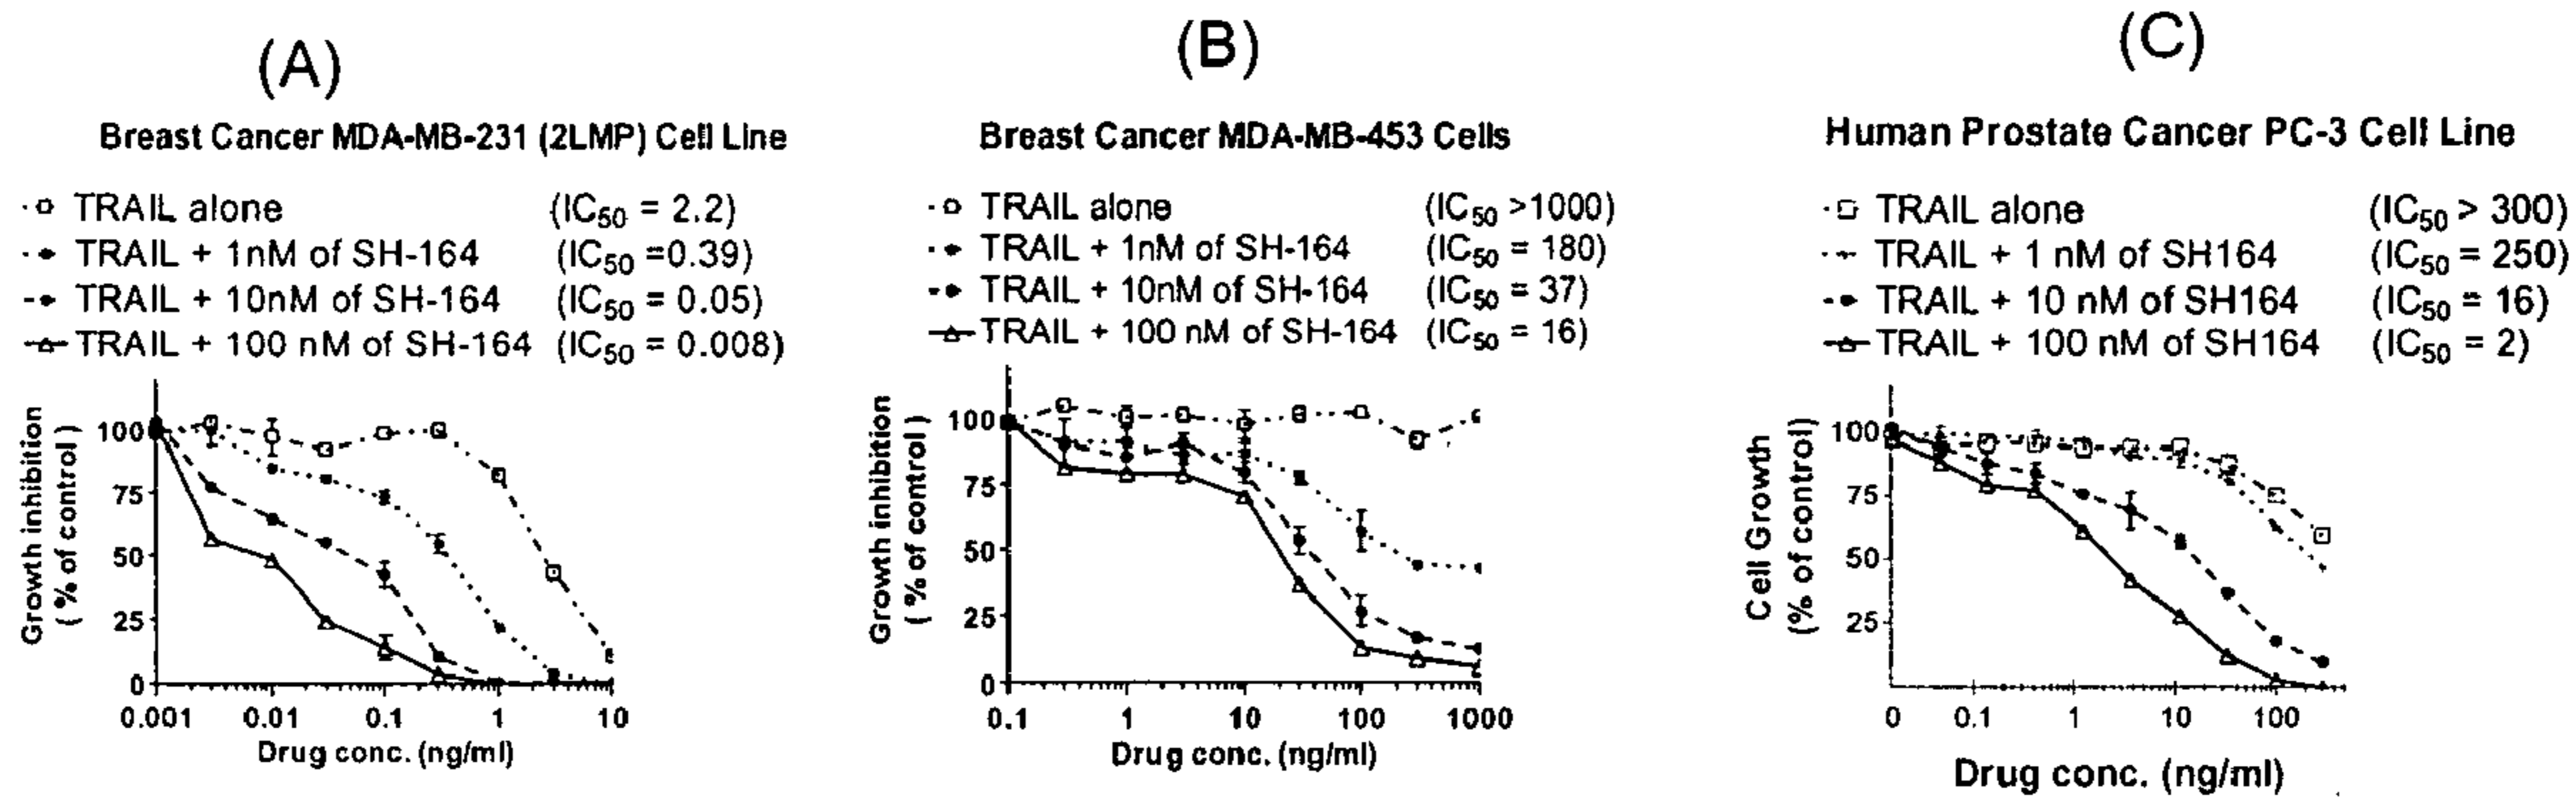 (A)
Breast Cancer MDA-MB-231 (2LMP) Cell Line
TRAIL alone (IC50 = 2.2)
TRAIL + 1nM of SH-164 (IC50 =0.39)
TRAIL + 10nM of SH-164 (IC50 = 0.05)
TRAIL + 100 nM of SH-164 (IC50 = 0.008)
Growth inhibition
( % of control )
100
75
50
25
0
0.001 0.01 0.1 1 10
Drug conc. (ng/ml)
(B)
Breast Cancer MDA-MB-453 Cells
TRAIL alone (IC50 >1000)
TRAIL + 1nM of SH-164 (IC50 = 180)
TRAIL + 10nM of SH-164 (IC50 = 37)
TRAIL + 100 nM of SH-164 (IC50 = 16)
Growth inhibition
( % of control )
100
75
50
25
0
0.1 1 10 100 1000
Drug conc. (ng/ml)
(C)
Human Prostate Cancer PC-3 Cell Line
TRAIL alone (IC50 > 300)
TRAIL + 1 nM of SH164 (IC50 = 250)
TRAIL + 10 nM of SH164 (IC50 = 16)
TRAIL + 100 nM of SH164 (IC50 = 2)
Cell Growth
(% of control)
100
75
50
25
0 0.1 1 10 100
Drug conc. (ng/ml)